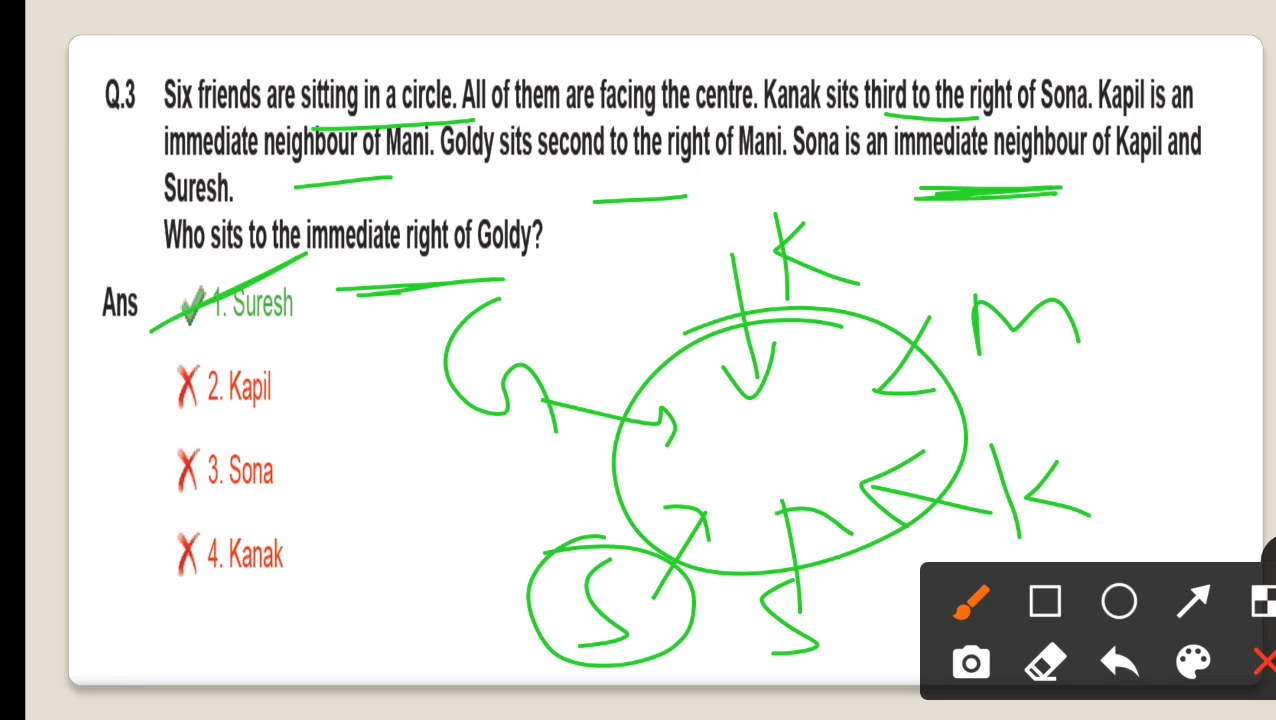 Q.3 Six friends are sitting in a circle. All of them are facing the centre. Kanak sits third to the right of Sona. Kapil is an
immediate neighbour of Mani. Goldy sits second to the right of Mani. Sona is an immediate neighbour of Kapil and
Suresh.
Who sits to the immediate right of Goldy?
Ans 1. Suresh
2. Kapil
3. Sona
4. Kanak
K
M
G
K
S
S